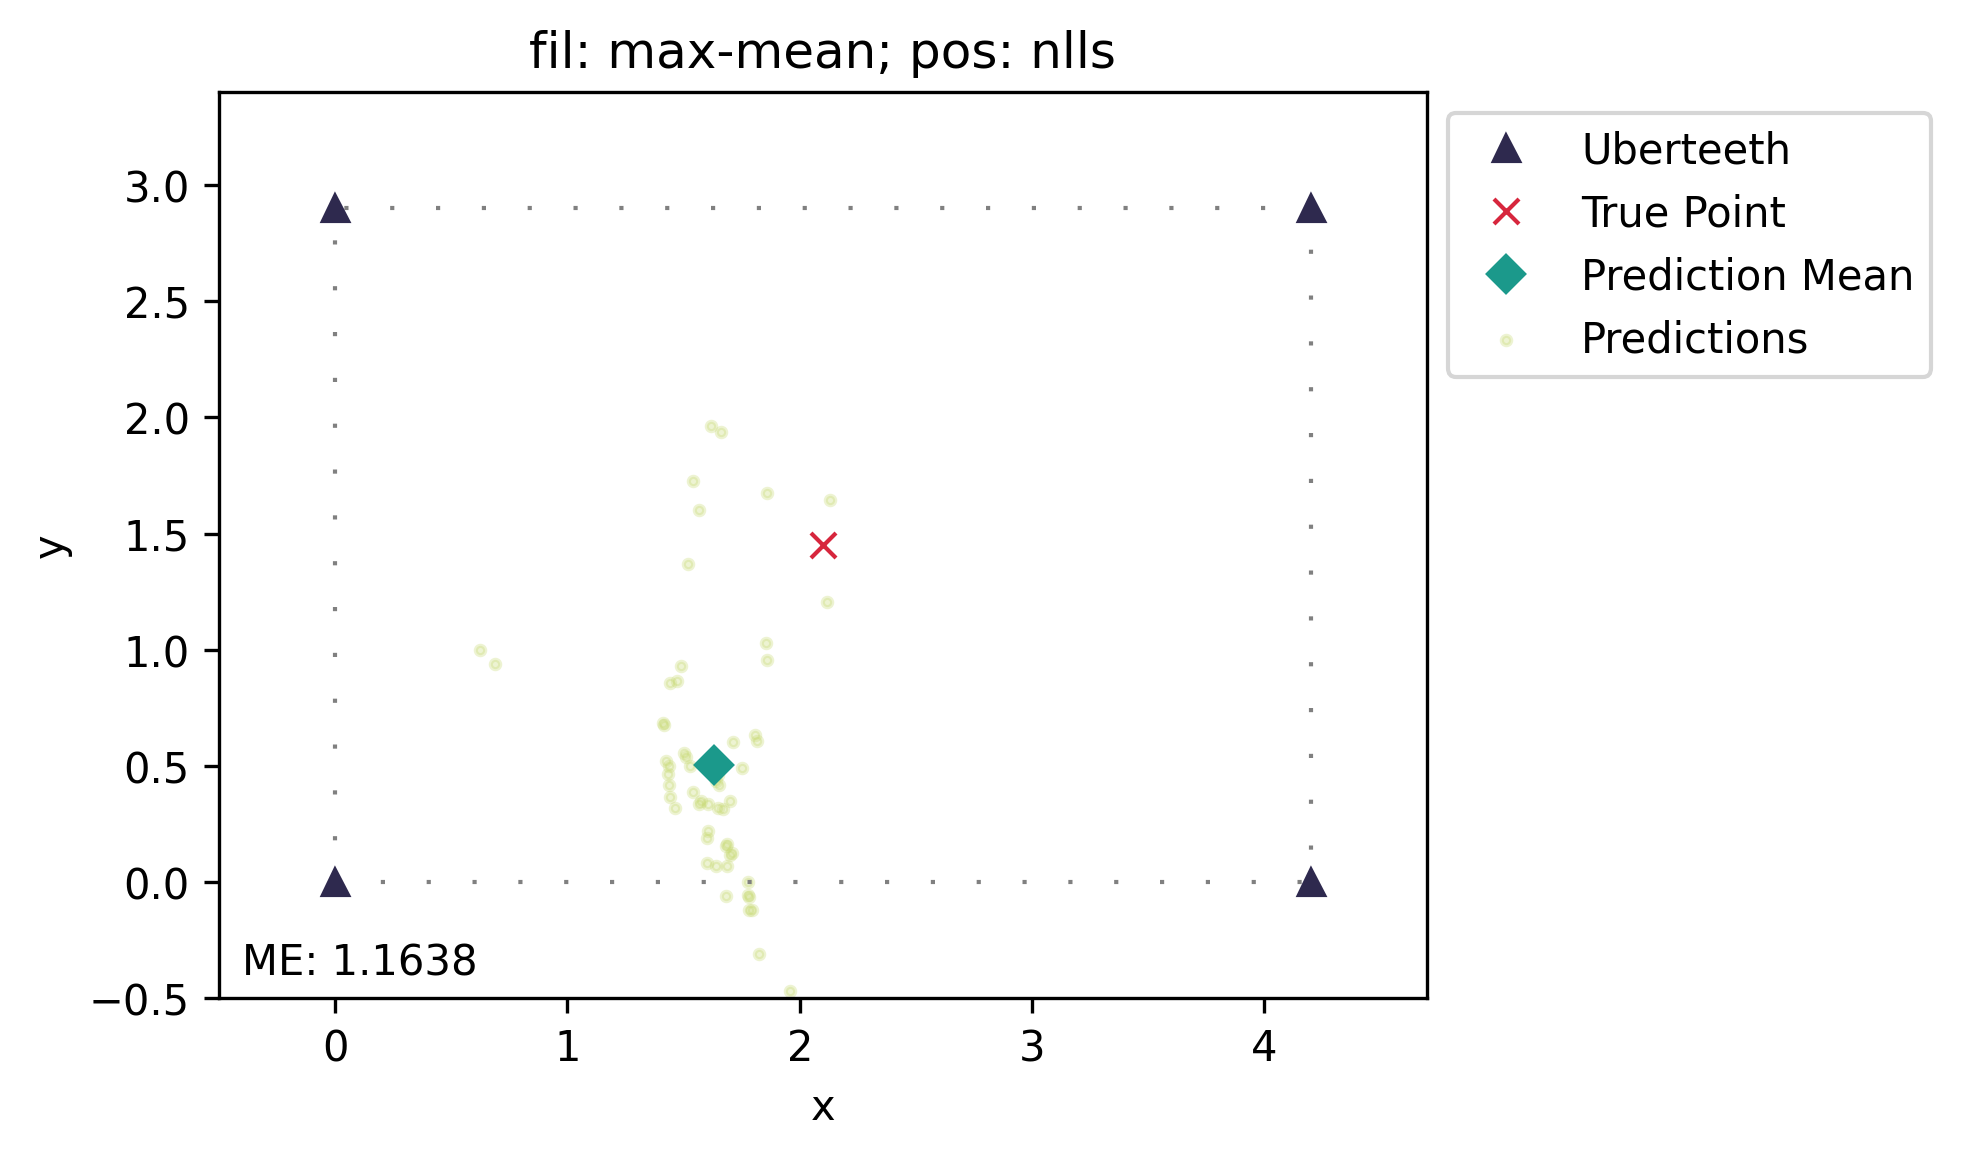 fil: max-mean; pos: nlls
Uberteeth
True Point
Prediction Mean
Predictions
3.0
2.5
2.0
1.5
1.0
0.5
0.0
−0.5
y
ME: 1.1638
0 1 2 3 4
x